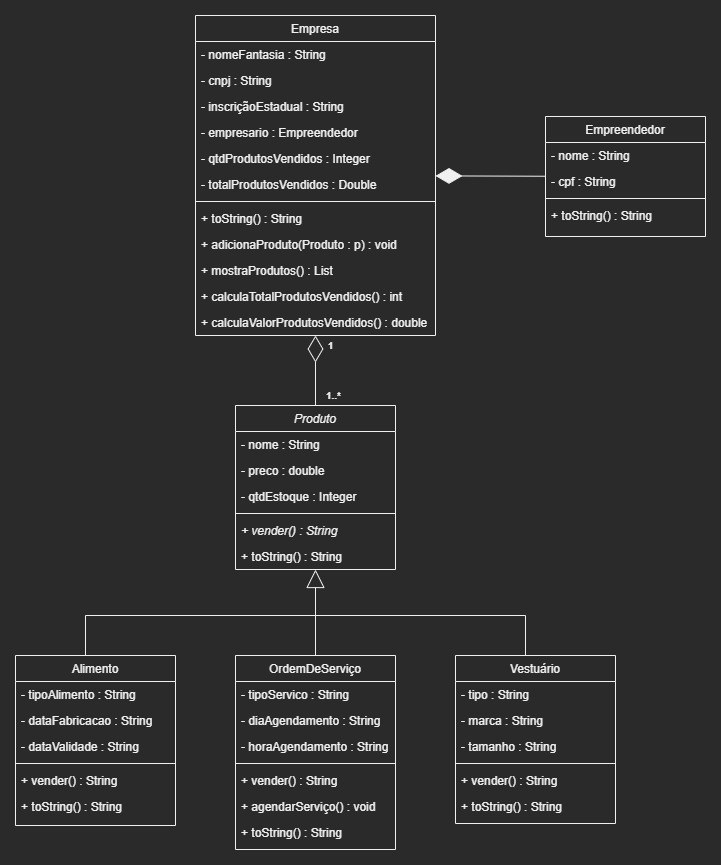 Empresa
- nomeFantasia : String
- cnpj : String
- inscriçãoEstadual : String
- empresario : Empreendedor
- qtdProdutosVendidos : Integer
- totalProdutosVendidos : Double
+ toString() : String
+ adicionaProduto(Produto : p) : void
+ mostraProdutos() : List
+ calculaTotalProdutosVendidos() : int
+ calculaValorProdutosVendidos() : double
Empreendedor
- nome : String
- cpf : String
+ toString() : String
1
1..*
Produto
- nome : String
- preco : double
- qtdEstoque : Integer
+ vender() : String
+ toString() : String
Alimento
- tipoAlimento : String
- dataFabricacao : String
- dataValidade : String
+ vender() : String
+ toString() : String
OrdemDeServiço
- tipoServico : String
- diaAgendamento : String
- horaAgendamento : String
+ vender() : String
+ agendarServiço() : void
+ toString() : String
Vestuário
- tipo : String
- marca : String
- tamanho : String
+ vender() : String
+ toString() : String